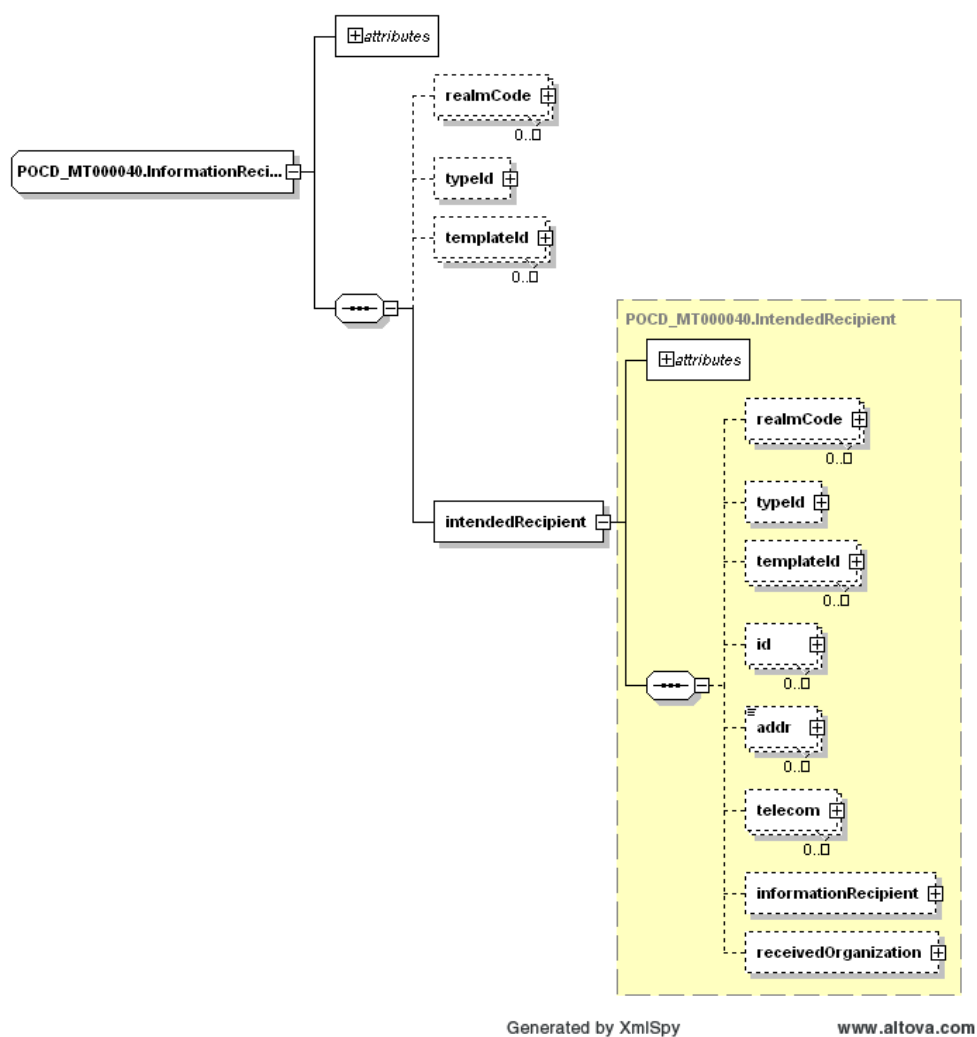 attributes
realmCode
0..
POCD_MT000040.InformationReci...
typeId
templateId
0..
POCD_MT000040.IntendedRecipient
attributes
realmCode
0..
typeId
intendedRecipient
templateId
0..
id
0..
addr
0..
telecom
0..
informationRecipient
receivedOrganization
Generated by XmlSpy www.altova.com